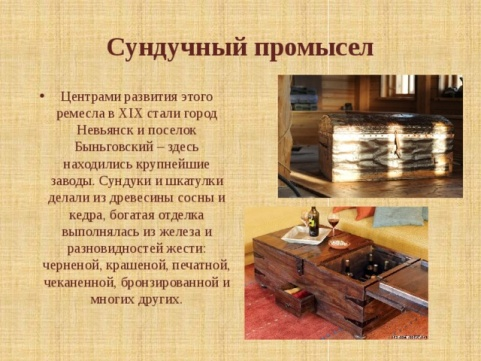 Сундучный промысел
• Центрами развития этого
ремесла в XIX стали город
Невьянск и поселок
Быньговский – здесь
находились крупнейшие
заводы. Сундуки и шкатулки
делали из древесины сосны и
кедра, богатая отделка
выполнялась из железа и
разновидностей жести:
черненой, крашеной, печатной,
чеканенной, бронзированной и
многих других.